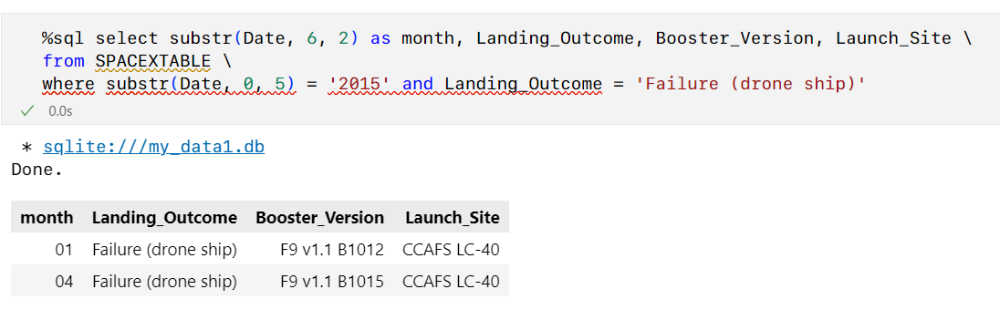 %sql select substr(Date, 6, 2) as month, Landing_Outcome, Booster_Version, Launch_Site \
from SPACEXTABLE \
where substr(Date, 0, 5) = '2015' and Landing_Outcome = 'Failure (drone ship)'
0.0s
* sqlite:///my_data1.db
Done.
month Landing_Outcome Booster_Version Launch_Site
01 Failure (drone ship) F9 v1.1 B1012 CCAFS LC-40
04 Failure (drone ship) F9 v1.1 B1015 CCAFS LC-40